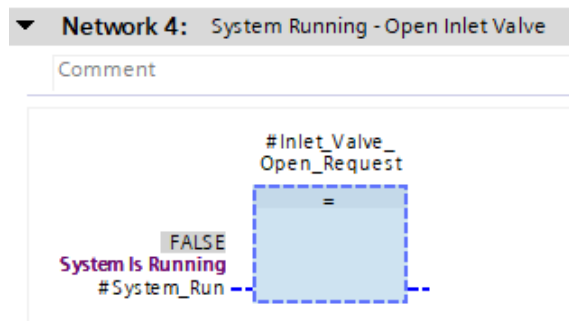 Network 4: System Running - Open Inlet Valve
Comment
#Inlet_Valve_
Open_Request
=
FALSE
System Is Running
#System_Run